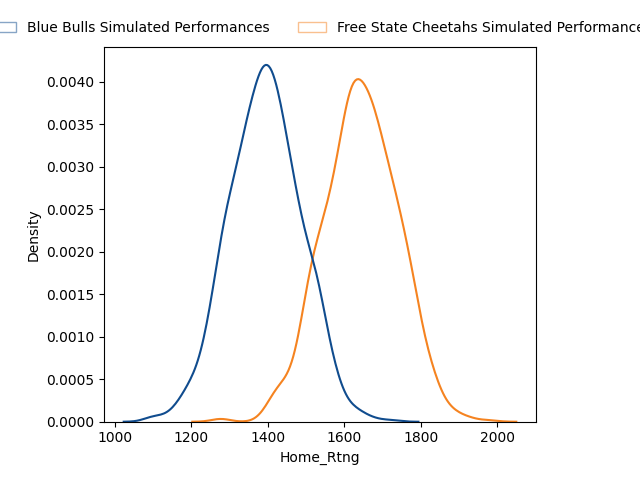 Blue Bulls Simulated Performances
Free State Cheetahs Simulated Performance
0.0040
0.0035
0.0030
0.0025
0.0020
0.0015
0.0010
0.0005
0.0000
Density
1000 1200 1400 1600 1800 2000
Home_Rtng